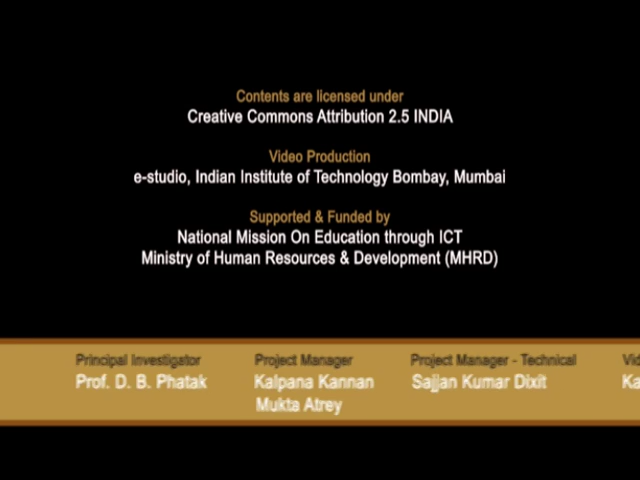 Contents are licensed under
Creative Commons Attribution 2.5 INDIA
Video Production
e-studio, Indian Institute of Technology Bombay, Mumbai
Supported & Funded by
National Mission On Education through ICT
Ministry of Human Resources & Development (MHRD)
Principal Investigator
Prof. D. B. Phatak
Project Manager
Kalpana Kannan
Mukta Atrey
Project Manager - Technical
Sajjan Kumar Dixit